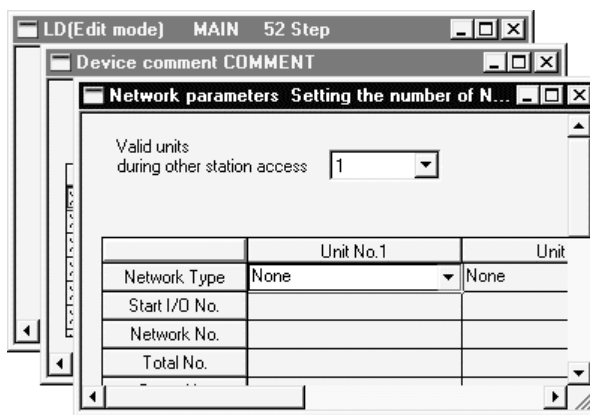 LD(Edit mode) MAIN 52 Step
Device comment COMMENT
Network parameters Setting the number of N...
Valid units
during other station access 1
Unit No.1 Unit
Network Type None None
Start I/O No.
Network No.
Total No.